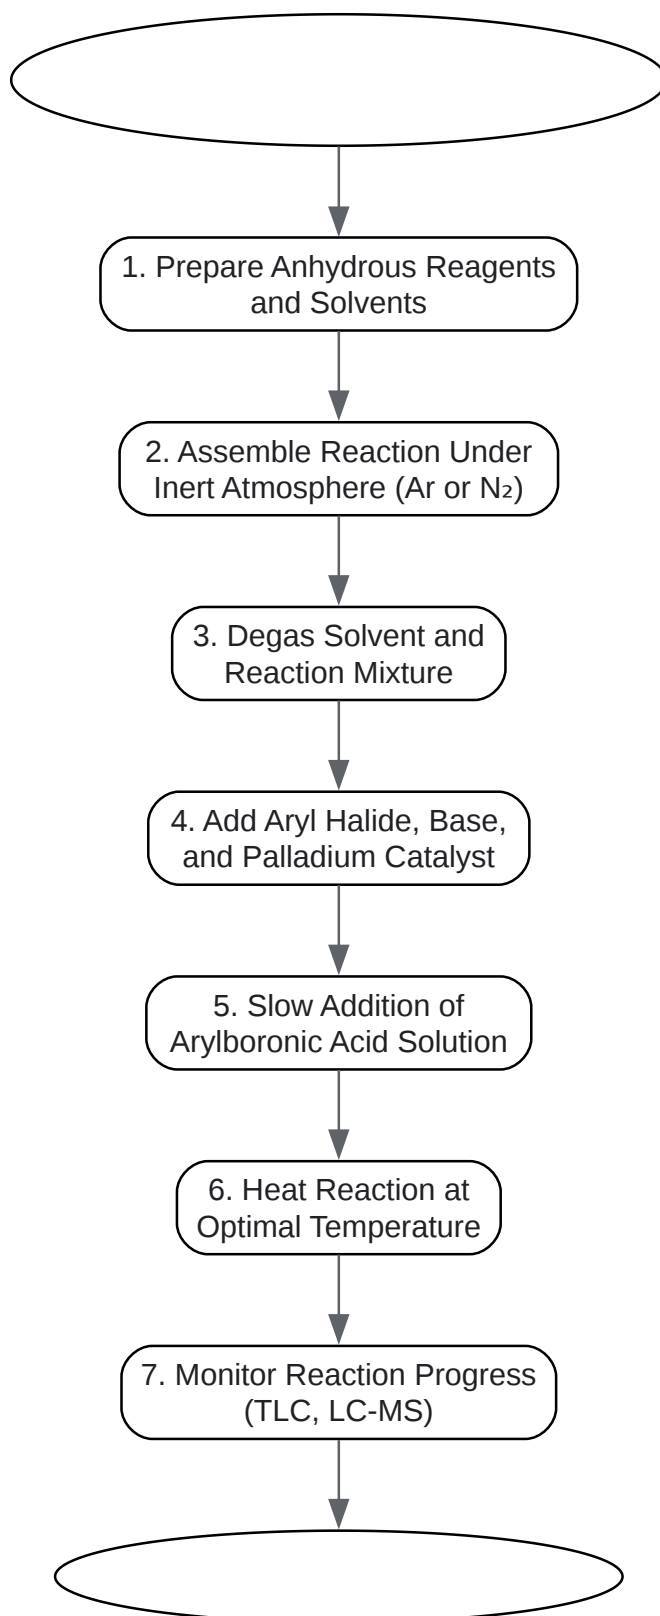 1. Prepare Anhydrous Reagents
and Solvents
2. Assemble Reaction Under
Inert Atmosphere (Ar or N₂)
3. Degas Solvent and
Reaction Mixture
4. Add Aryl Halide, Base,
and Palladium Catalyst
5. Slow Addition of
Arylboronic Acid Solution
6. Heat Reaction at
Optimal Temperature
7. Monitor Reaction Progress
(TLC, LC-MS)